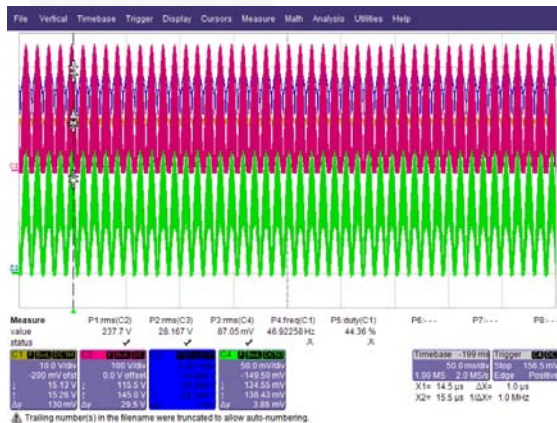 File Vertical Timebase Trigger Display Cursors Measure Math Analysis Utilities Help
Measure P1:rms(C2) P2:rms(C3) P3:rms(C4) P4:freq(C1) P5:duty(C1) P6:--- P7:--- P8:---
value 237.7 V 28.167 V 87.05 mV 46.92258 Hz 44.36 %
status
C1
10.0 V/div
-200 mV ofst
15.13 V
15.26 V
Δy 130 mV
100 V/div
0.0 V offset
115.5 V
145.0 V
Δy 29.5 V
C4
50.0 mV/div
-149.50 mV
134.55 mV
138.43 mV
Δy 3.88 mV
Timebase -199 ms
50.0 ms/div
1.00 MS 2.0 MS/s
Trigger
Stop 156.5 mV
Edge Positive
X1= 14.5 µs ΔX= 1.0 µs
X2= 15.5 µs 1/ΔX= 1.0 MHz
Trailing number(s) in the filename were truncated to allow auto-numbering.